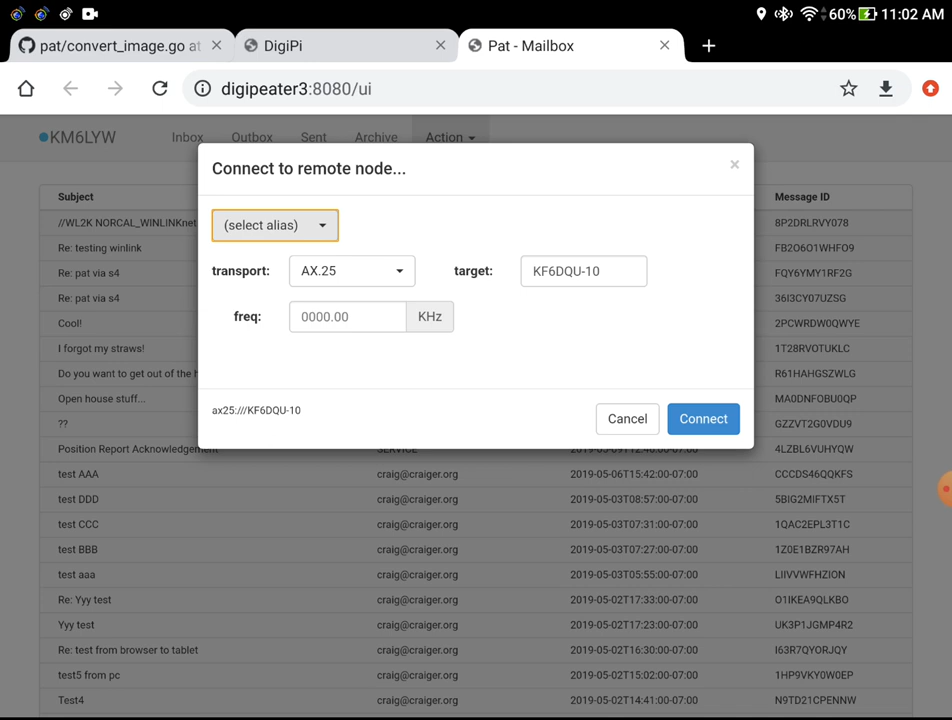 60% 11:02 AM
pat/convert_image.go at
DigiPi
Pat - Mailbox
digipeater3:8080/ui
KM6LYW Inbox Outbox Sent Archive Action
Connect to remote node... ×
(select alias)
transport: AX.25 target: KF6DQU-10
freq: 0000.00 KHz
ax25:///KF6DQU-10 Cancel Connect
Subject Message ID
//WL2K NORCAL_WINLINKnet 8P2DRLRVY078
Re: testing winlink FB2O6O1WHFO9
Re: pat via s4 FQY6YMY1RF2G
Re: pat via s4 36I3CY07UZSG
Cool! 2PCWRDW0QWYE
I forgot my straws! 1T28RVOTUKLC
Do you want to get out of the h R61HAHGSZWLG
Open house stuff... MA0DNFOBU0QP
?? GZZVT2G0VDU9
Position Report Acknowledgement SERVICE 4LZBL6VUHYQW
test AAA craig@craiger.org 2019-05-06T15:42:00-07:00 CCCDS46QQKFS
test DDD craig@craiger.org 2019-05-03T08:57:00-07:00 5BIG2MIFTX5T
test CCC craig@craiger.org 2019-05-03T07:31:00-07:00 1QAC2EPL3T1C
test BBB craig@craiger.org 2019-05-03T07:27:00-07:00 1Z0E1BZR97AH
test aaa craig@craiger.org 2019-05-03T05:55:00-07:00 LIIVVWFHZION
Re: Yyy test craig@craiger.org 2019-05-02T17:33:00-07:00 O1IKEA9QLKBO
Yyy test craig@craiger.org 2019-05-02T17:23:00-07:00 UK3P1JGMP4R2
Re: test from browser to tablet craig@craiger.org 2019-05-02T16:30:00-07:00 I63R7QYORJQY
test5 from pc craig@craiger.org 2019-05-02T15:02:00-07:00 1HP9VKY0W0EP
Test4 craig@craiger.org 2019-05-02T14:41:00-07:00 N9TD21CPENNW